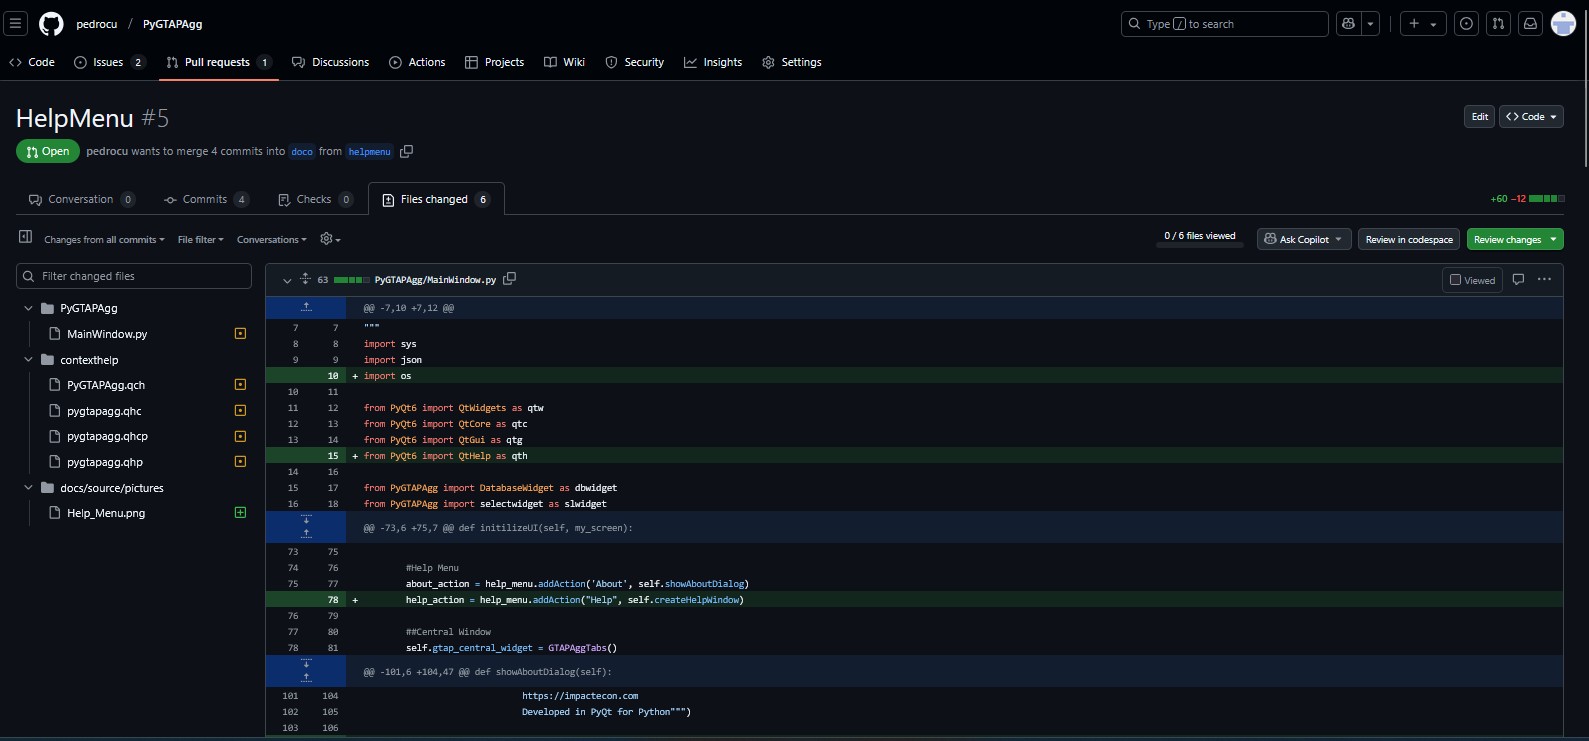 pedrocu / PyGTAPAgg
Type / to search
Code Issues 2 Pull requests 1 Discussions Actions Projects Wiki Security Insights Settings
HelpMenu #5
Edit <> Code
Open pedrocu wants to merge 4 commits into doco from helpmenu
Conversation 0 Commits 4 Checks 0 Files changed 6
+60 −12
Changes from all commits File filter Conversations
0 / 6 files viewed Ask Copilot Review in codespace Review changes
Filter changed files
PyGTAPAgg
MainWindow.py
contexthelp
PyGTAPAgg.qch
pygtapagg.qhc
pygtapagg.qhcp
pygtapagg.qhp
docs/source/pictures
Help_Menu.png
63 PyGTAPAgg/MainWindow.py Viewed
@@ -7,10 +7,12 @@
7 7 """
8 8 import sys
9 9 import json
10 + import os
10 11
11 12 from PyQt6 import QtWidgets as qtw
12 13 from PyQt6 import QtCore as qtc
13 14 from PyQt6 import QtGui as qtg
15 + from PyQt6 import QtHelp as qth
14 16
15 17 from PyGTAPAgg import DatabaseWidget as dbwidget
16 18 from PyGTAPAgg import selectwidget as slwidget
@@ -73,6 +75,7 @@ def initilizeUI(self, my_screen):
73 75
74 76 #Help Menu
75 77 about_action = help_menu.addAction('About', self.showAboutDialog)
78 + help_action = help_menu.addAction("Help", self.createHelpWindow)
76 79
77 80 ##Central Window
78 81 self.gtap_central_widget = GTAPAggTabs()
@@ -101,6 +104,47 @@ def showAboutDialog(self):
101 104 https://impactecon.com
102 105 Developed in PyQt for Python""")
103 106